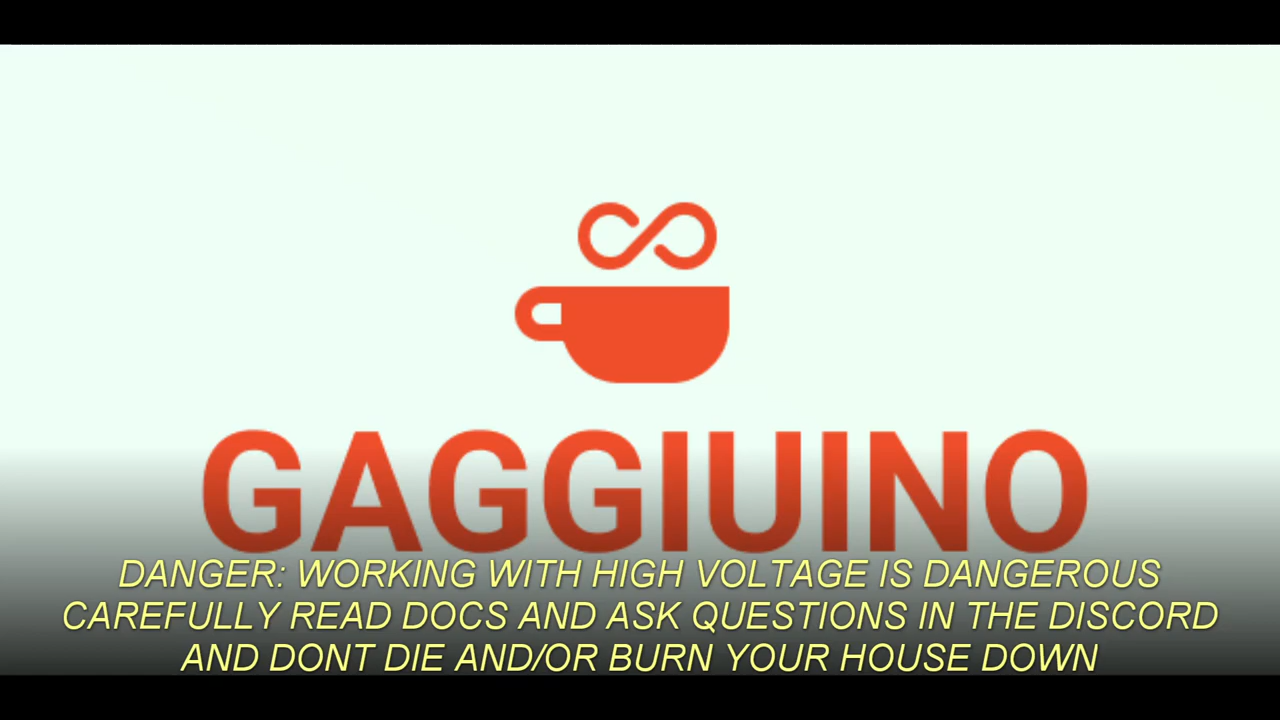 GAGGIUINO
DANGER: WORKING WITH HIGH VOLTAGE IS DANGEROUS
CAREFULLY READ DOCS AND ASK QUESTIONS IN THE DISCORD
AND DONT DIE AND/OR BURN YOUR HOUSE DOWN